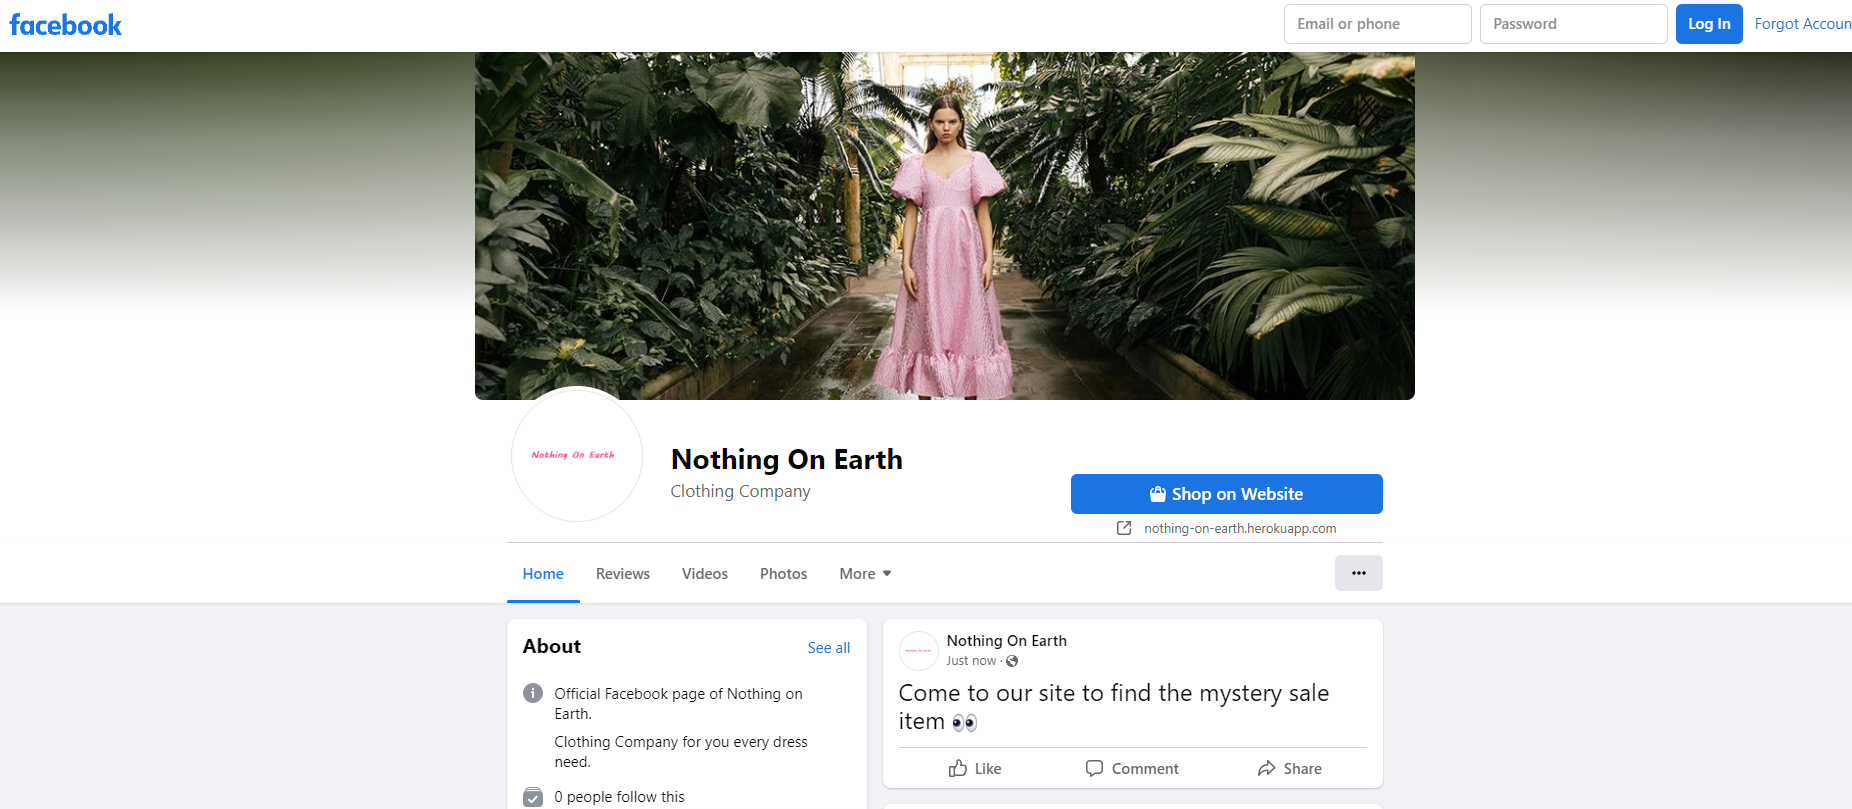 facebook
Email or phone
Password
Log In
Forgot Accoun
Nothing On Earth
Nothing On Earth
Clothing Company
Shop on Website
nothing-on-earth.herokuapp.com
Home
Reviews
Videos
Photos
More
About
See all
Official Facebook page of Nothing on
Earth.
Clothing Company for you every dress
need.
0 people follow this
Nothing On Earth
Nothing On Earth
Just now ·
Come to our site to find the mystery sale
item 👀
Like
Comment
Share